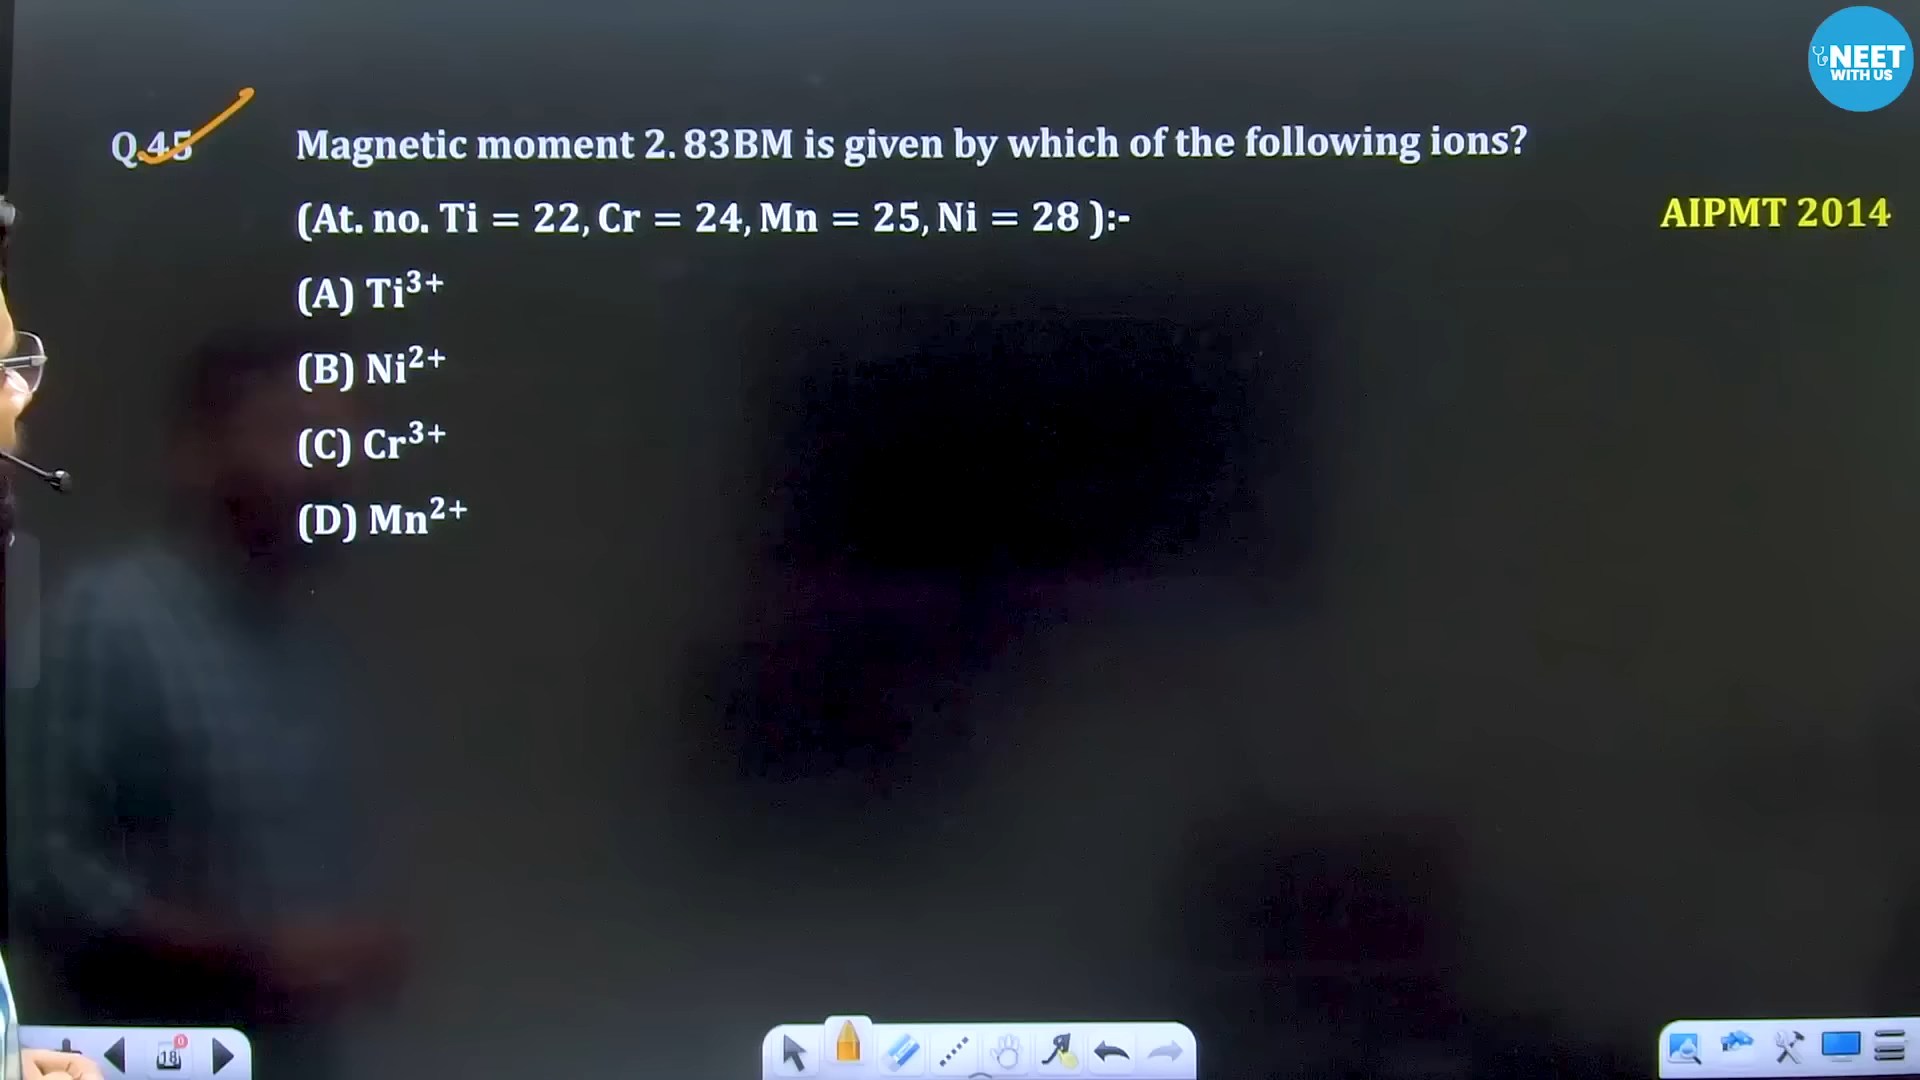 NEET
WITH US
Q.45 Magnetic moment 2. 83BM is given by which of the following ions?
(At. no. Ti = 22, Cr = 24, Mn = 25, Ni = 28 ):-
AIPMT 2014
(A) Ti³⁺
(B) Ni²⁺
(C) Cr³⁺
(D) Mn²⁺
18
0